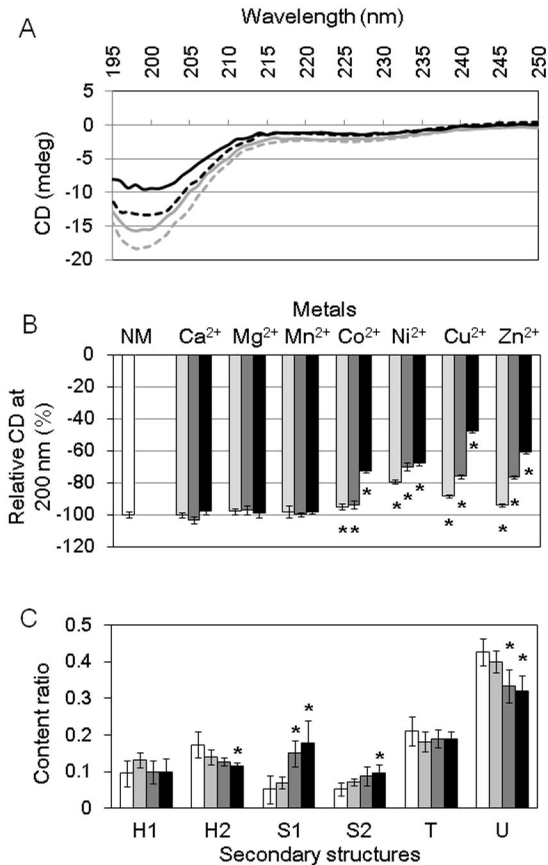 A
Wavelength (nm)
195 200 205 210 215 220 225 230 235 240 245 250
CD (mdeg)
5
0
-5
-10
-15
-20
B
Metals
NM Ca²⁺ Mg²⁺ Mn²⁺ Co²⁺ Ni²⁺ Cu²⁺ Zn²⁺
Relative CD at
200 nm (%)
0
-20
-40
-60
-80
-100
-120
* * * * * * * * * * * *
C
Content ratio
0.5
0.4
0.3
0.2
0.1
0
* * * * * *
H1 H2 S1 S2 T U
Secondary structures